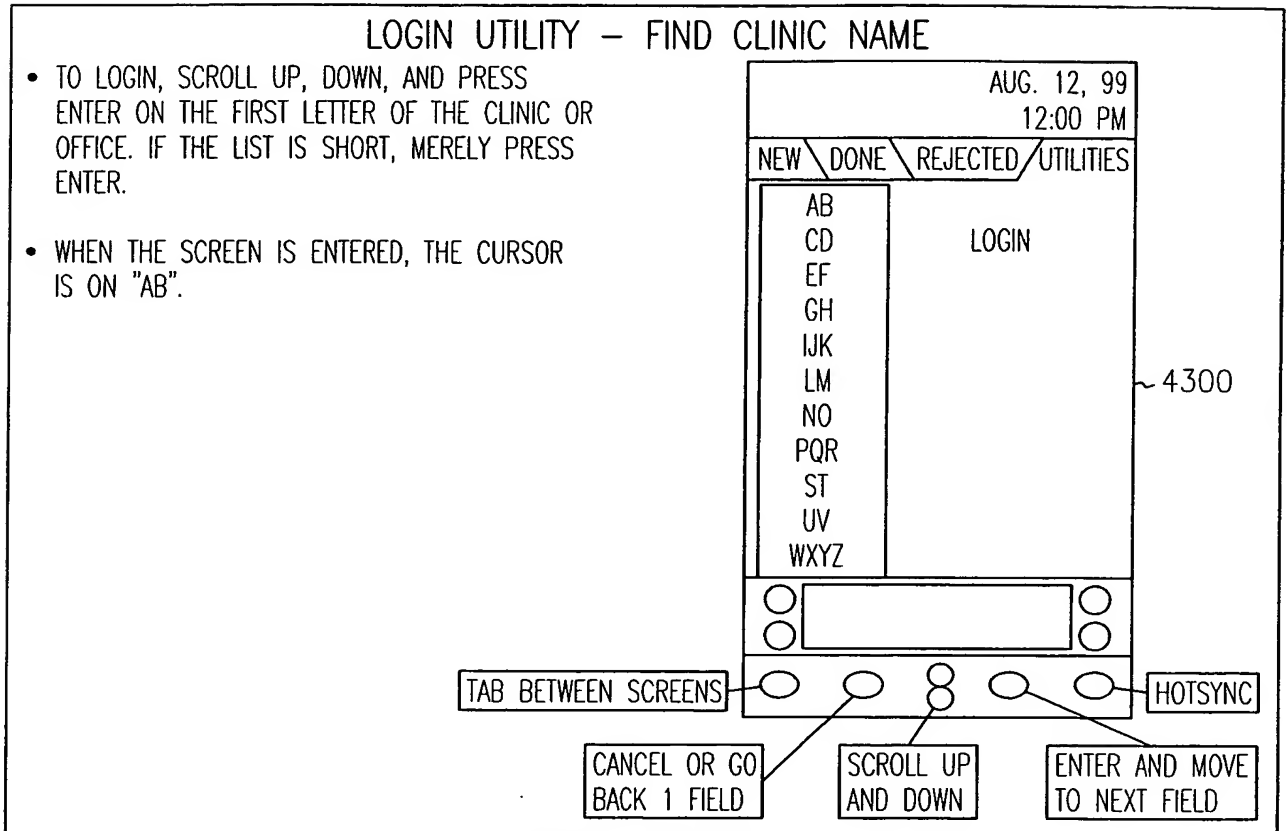 LOGIN UTILITY – FIND CLINIC NAME
• TO LOGIN, SCROLL UP, DOWN, AND PRESS
ENTER ON THE FIRST LETTER OF THE CLINIC OR
OFFICE. IF THE LIST IS SHORT, MERELY PRESS
ENTER.
• WHEN THE SCREEN IS ENTERED, THE CURSOR
IS ON "AB".
AUG. 12, 99
12:00 PM
NEW DONE REJECTED UTILITIES
AB
CD LOGIN
EF
GH
IJK
LM
NO
PQR
ST
UV
WXYZ
4300
TAB BETWEEN SCREENS
HOTSYNC
CANCEL OR GO
BACK 1 FIELD
SCROLL UP
AND DOWN
ENTER AND MOVE
TO NEXT FIELD